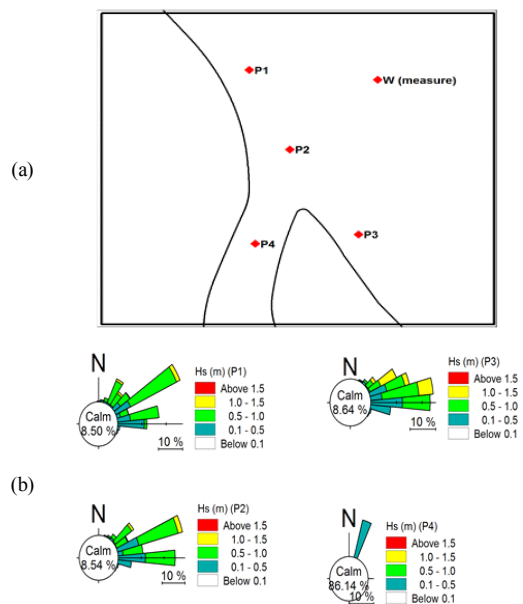 (a)
P1
W (measure)
P2
P3
P4
(b)
N
Calm
8.50 %
Hs (m) (P1)
Above 1.5
1.0 - 1.5
0.5 - 1.0
0.1 - 0.5
Below 0.1
10 %
Calm
8.64 %
Hs (m) (P3)
Above 1.5
1.0 - 1.5
0.5 - 1.0
0.1 - 0.5
Below 0.1
10 %
N
N
Calm
8.54 %
Hs (m) (P2)
Above 1.5
1.0 - 1.5
0.5 - 1.0
0.1 - 0.5
Below 0.1
10 %
N
Calm
86.14 %
10 %
Hs (m) (P4)
Above 1.5
1.0 - 1.5
0.5 - 1.0
0.1 - 0.5
Below 0.1